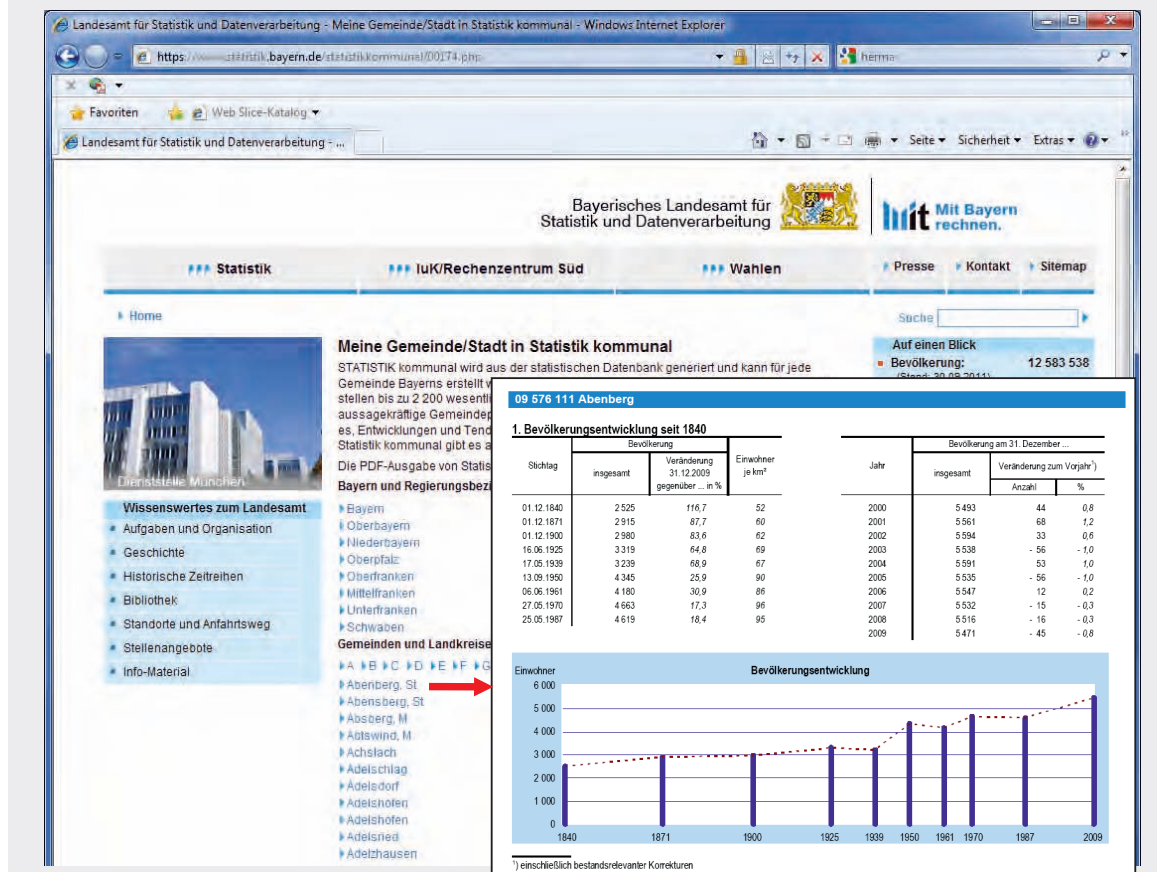 Landesamt für Statistik und Datenverarbeitung - Meine Gemeinde/Stadt in Statistik kommunal - Windows Internet Explorer
https://www.statistik.bayern.de/statistikkommunal/00174.php
herma
Favoriten Web Slice-Katalog
Landesamt für Statistik und Datenverarbeitung - ...
Seite Sicherheit Extras
Bayerisches Landesamt für
Statistik und Datenverarbeitung
Mit Bayern
rechnen.
Statistik IuK/Rechenzentrum Süd Wahlen Presse Kontakt Sitemap
Home
Suche
Dienststelle München
Wissenswertes zum Landesamt
Aufgaben und Organisation
Geschichte
Historische Zeitreihen
Bibliothek
Standorte und Anfahrtsweg
Stellenangebote
Info-Material
Meine Gemeinde/Stadt in Statistik kommunal
STATISTIK kommunal wird aus der statistischen Datenbank generiert und kann für jede
Gemeinde Bayerns erstellt
stellen bis zu 2 200 wesentli
aussagekräftige Gemeindep
es, Entwicklungen und Tend
Statistik kommunal gibt es a
Die PDF-Ausgabe von Statis
Bayern und Regierungsbezi
Bayern
Oberbayern
Niederbayern
Oberpfalz
Oberfranken
Mittelfranken
Unterfranken
Schwaben
Gemeinden und Landkreise
A B C D E F G
Abenberg, St
Abensberg, St
Absberg, M
Abtswind, M
Achslach
Adelschlag
Adelsdorf
Adelshofen
Adelshofen
Adelsried
Adelzhausen
Auf einen Blick
Bevölkerung: 12 583 538
(Stand: 30.09.2011)
09 576 111 Abenberg
1. Bevölkerungsentwicklung seit 1840
Stichtag Bevölkerung Einwohner je km²
insgesamt Veränderung 31.12.2009 gegenüber ... in %
01.12.1840 2 525 116,7 52
01.12.1871 2 915 87,7 60
01.12.1900 2 980 83,6 62
16.06.1925 3 319 64,8 69
17.05.1939 3 239 68,9 67
13.09.1950 4 345 25,9 90
06.06.1961 4 180 30,9 86
27.05.1970 4 663 17,3 96
25.05.1987 4 619 18,4 95
Jahr Bevölkerung am 31. Dezember ...
insgesamt Veränderung zum Vorjahr¹)
Anzahl %
2000 5 493 44 0,8
2001 5 561 68 1,2
2002 5 594 33 0,6
2003 5 538 - 56 - 1,0
2004 5 591 53 1,0
2005 5 535 - 56 - 1,0
2006 5 547 12 0,2
2007 5 532 - 15 - 0,3
2008 5 516 - 16 - 0,3
2009 5 471 - 45 - 0,8
Bevölkerungsentwicklung
Einwohner
6 000
5 000
4 000
3 000
2 000
1 000
0
1840 1871 1900 1925 1939 1950 1961 1970 1987 2009
¹) einschließlich bestandsrelevanter Korrekturen